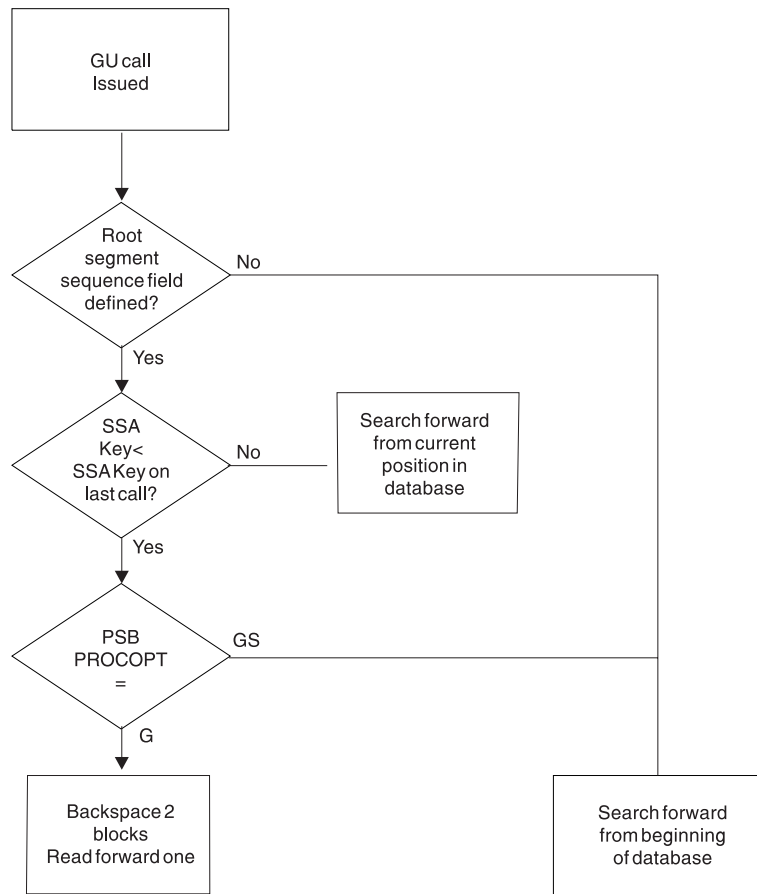 GU call
Issued
Root
segment
sequence field
defined?
No
Yes
SSA
Key<
SSA Key on
last call?
No
Search forward
from current
position in
database
Yes
PSB
PROCOPT
=
GS
G
Backspace 2
blocks
Read forward one
Search forward
from beginning
of database